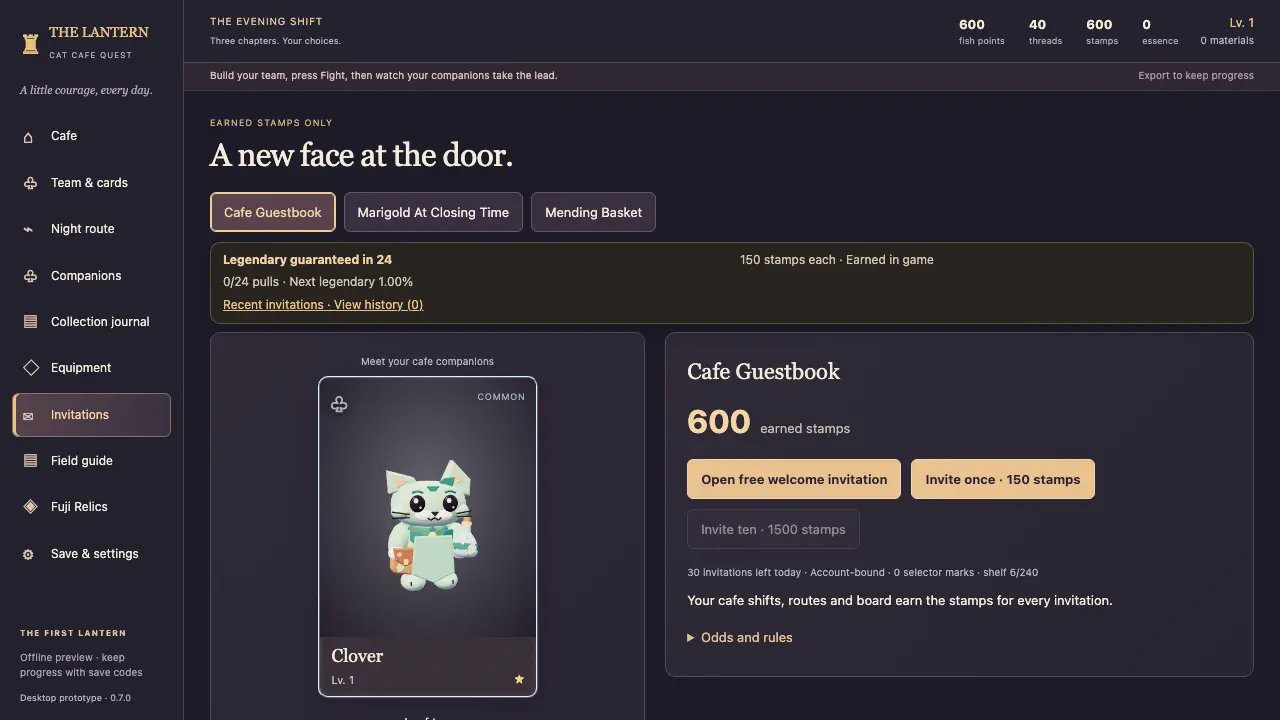 THE LANTERN
CAT CAFE QUEST
A little courage, every day.
Cafe
Team & cards
Night route
Companions
Collection journal
Equipment
Invitations
Field guide
Fuji Relics
Save & settings
THE FIRST LANTERN
Offline preview · keep
progress with save codes
Desktop prototype · 0.7.0
THE EVENING SHIFT
Three chapters. Your choices.
600 fish points
40 threads
600 stamps
0 essence
Lv. 1
0 materials
Build your team, press Fight, then watch your companions take the lead.
Export to keep progress
EARNED STAMPS ONLY
A new face at the door.
Cafe Guestbook
Marigold At Closing Time
Mending Basket
Legendary guaranteed in 24
150 stamps each · Earned in game
0/24 pulls · Next legendary 1.00%
Recent invitations · View history (0)
Meet your cafe companions
COMMON
Clover
Lv. 1
Cafe Guestbook
600 earned stamps
Open free welcome invitation
Invite once · 150 stamps
Invite ten · 1500 stamps
30 invitations left today · Account-bound · 0 selector marks · shelf 6/240
Your cafe shifts, routes and board earn the stamps for every invitation.
Odds and rules